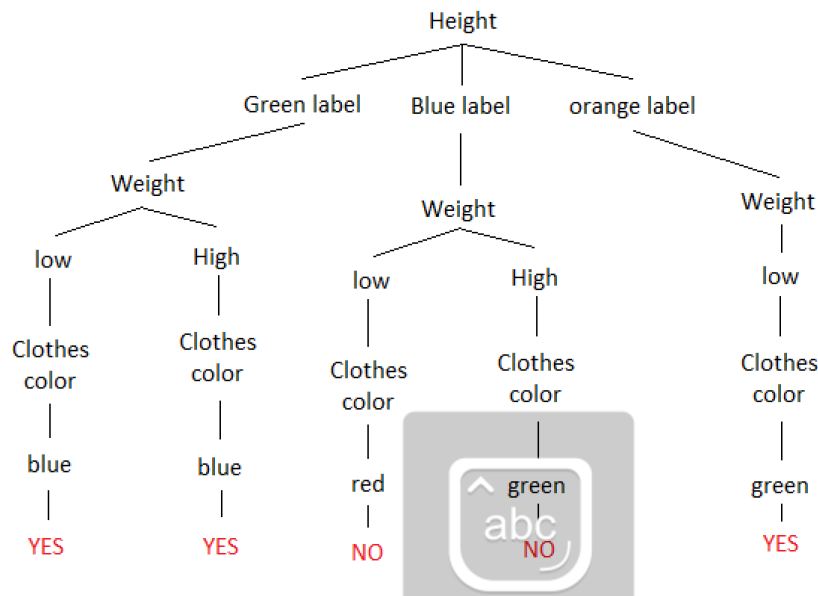 Height
Green label
Blue label
orange label
Weight
Weight
Weight
low
High
low
High
low
Clothes
color
Clothes
color
Clothes
color
Clothes
color
Clothes
color
blue
blue
red
green
green
abc
YES
YES
NO
NO
YES